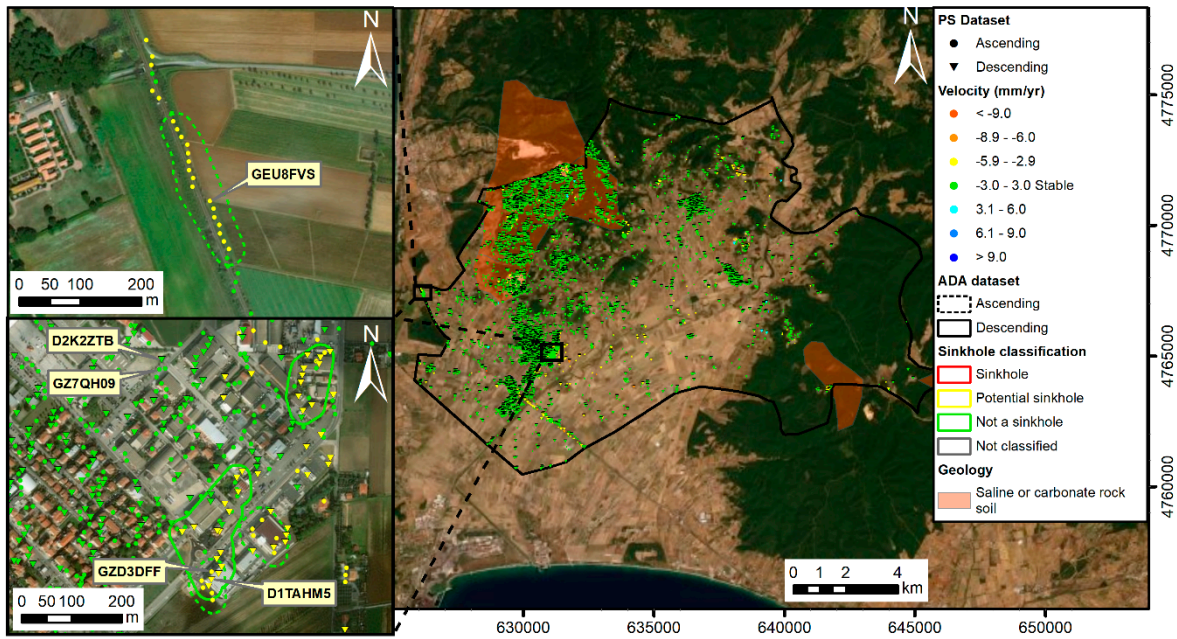 N
GEU8FVS
0 50 100 200
m
D2K2ZTB
GZ7QH09
N
GZD3DFF
D1TAHM5
0 50 100 200
m
N
0 1 2 4
km
PS Dataset
Ascending
Descending
Velocity (mm/yr)
< -9.0
-8.9 - -6.0
-5.9 - -2.9
-3.0 - 3.0 Stable
3.1 - 6.0
6.1 - 9.0
> 9.0
ADA dataset
Ascending
Descending
Sinkhole classification
Sinkhole
Potential sinkhole
Not a sinkhole
Not classified
Geology
Saline or carbonate rock
soil
4775000
4770000
4765000
4760000
630000 635000 640000 645000 650000